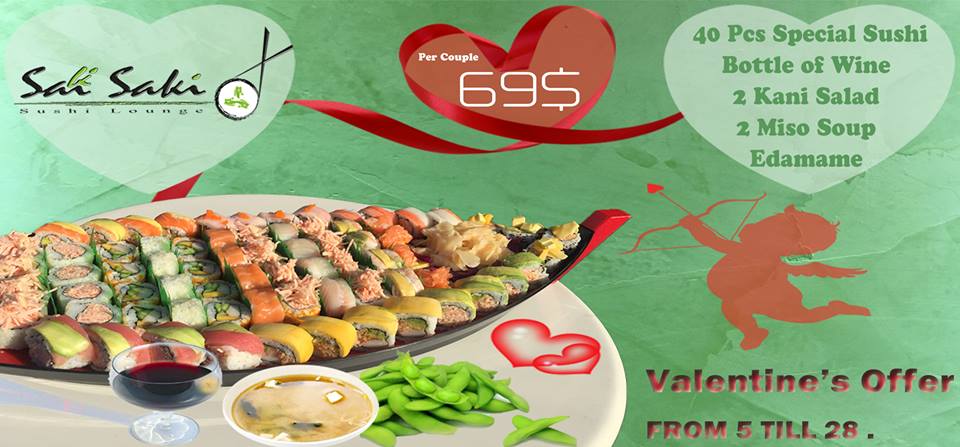 Saki Saki
Sushi Lounge
Per Couple
69$
40 Pcs Special Sushi
Bottle of Wine
2 Kani Salad
2 Miso Soup
Edamame
Valentine's Offer
FROM 5 TILL 28 .